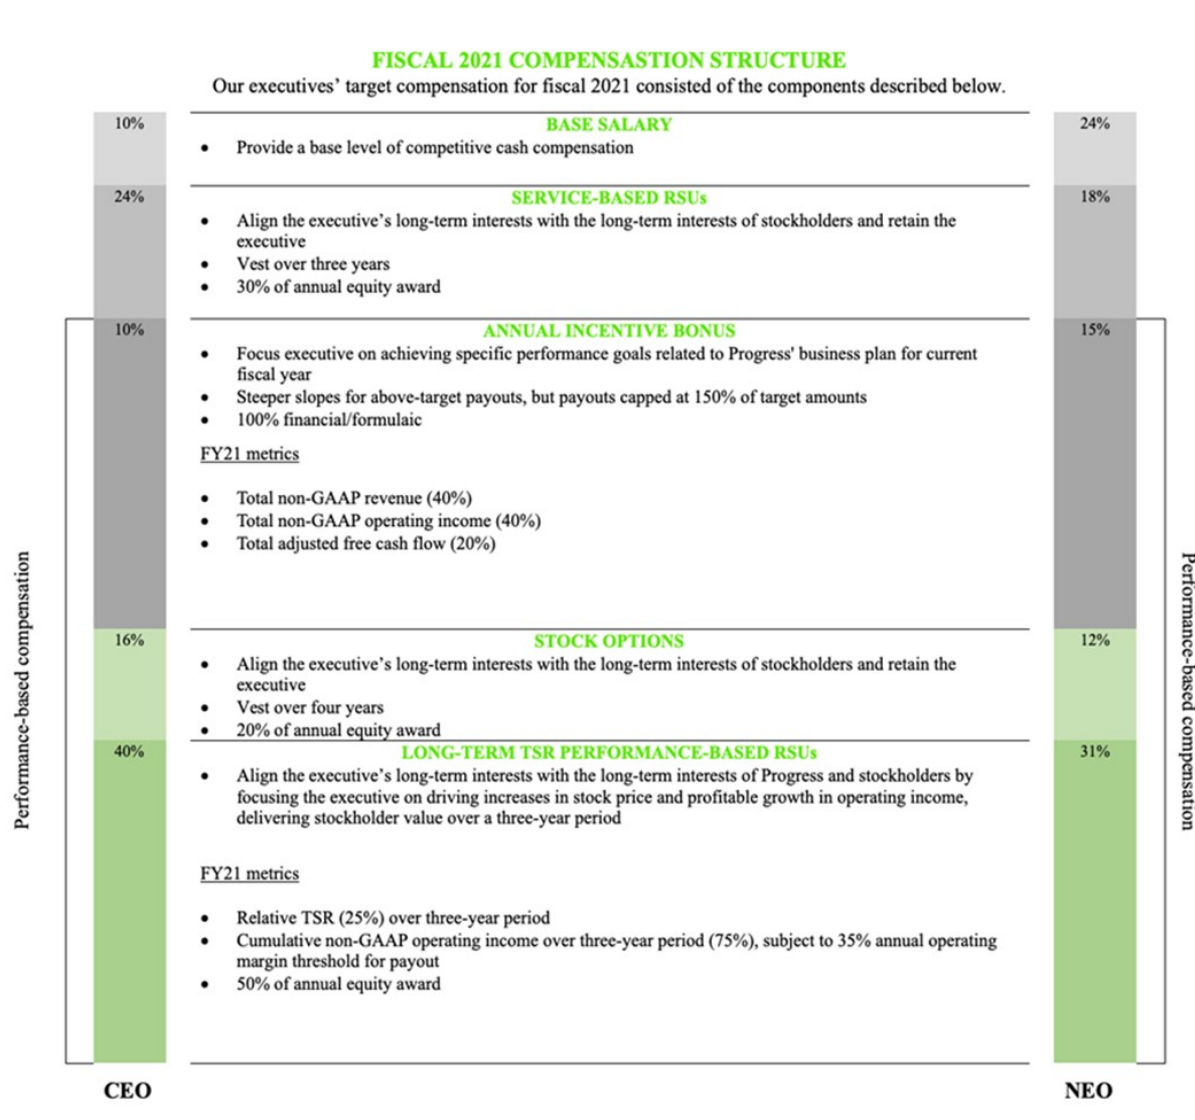 FISCAL 2021 COMPENSASTION STRUCTURE
Our executives’ target compensation for fiscal 2021 consisted of the components described below.
10%
BASE SALARY
24%
• Provide a base level of competitive cash compensation
24%
SERVICE-BASED RSUs
18%
• Align the executive’s long-term interests with the long-term interests of stockholders and retain the
executive
• Vest over three years
• 30% of annual equity award
10%
ANNUAL INCENTIVE BONUS
15%
• Focus executive on achieving specific performance goals related to Progress' business plan for current
fiscal year
• Steeper slopes for above-target payouts, but payouts capped at 150% of target amounts
• 100% financial/formulaic
FY21 metrics
• Total non-GAAP revenue (40%)
• Total non-GAAP operating income (40%)
• Total adjusted free cash flow (20%)
16%
STOCK OPTIONS
12%
• Align the executive’s long-term interests with the long-term interests of stockholders and retain the
executive
• Vest over four years
• 20% of annual equity award
40%
LONG-TERM TSR PERFORMANCE-BASED RSUs
31%
• Align the executive’s long-term interests with the long-term interests of Progress and stockholders by
focusing the executive on driving increases in stock price and profitable growth in operating income,
delivering stockholder value over a three-year period
FY21 metrics
• Relative TSR (25%) over three-year period
• Cumulative non-GAAP operating income over three-year period (75%), subject to 35% annual operating
margin threshold for payout
• 50% of annual equity award
Performance-based compensation
Performance-based compensation
CEO
NEO